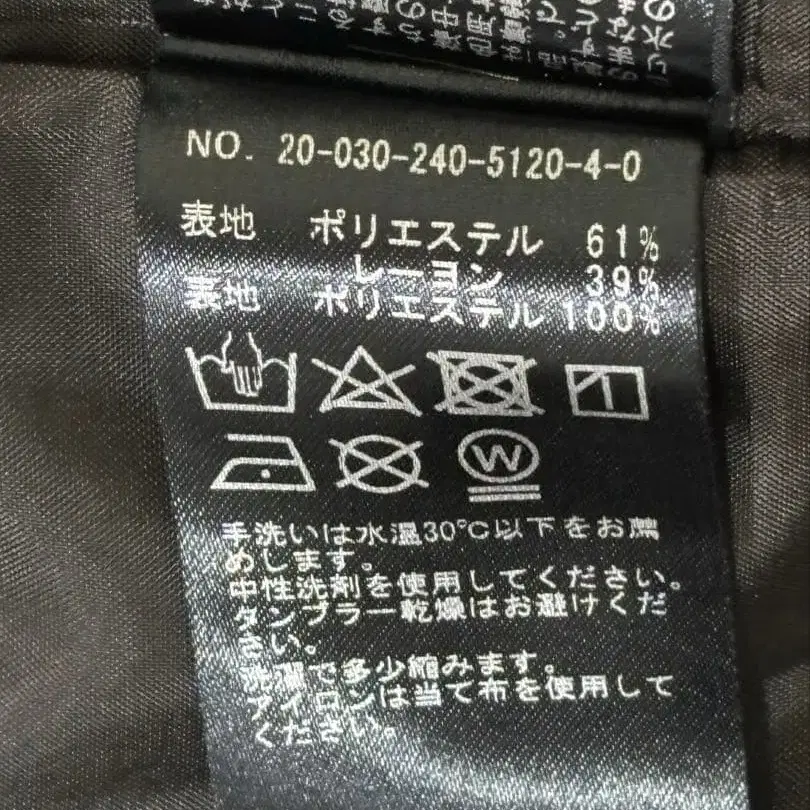 NO. 20-030-240-5120-4-0
表地 ポリエステル 61%
レーヨン 39%
表地 ポリエステル 100%
W
手洗いは水温30℃以下をお薦
めします。
中性洗剤を使用してください。
タンブラー乾燥はお避けくだ
さい。
洗濯で多少縮みます。
アイロンは当て布を使用して
ください。